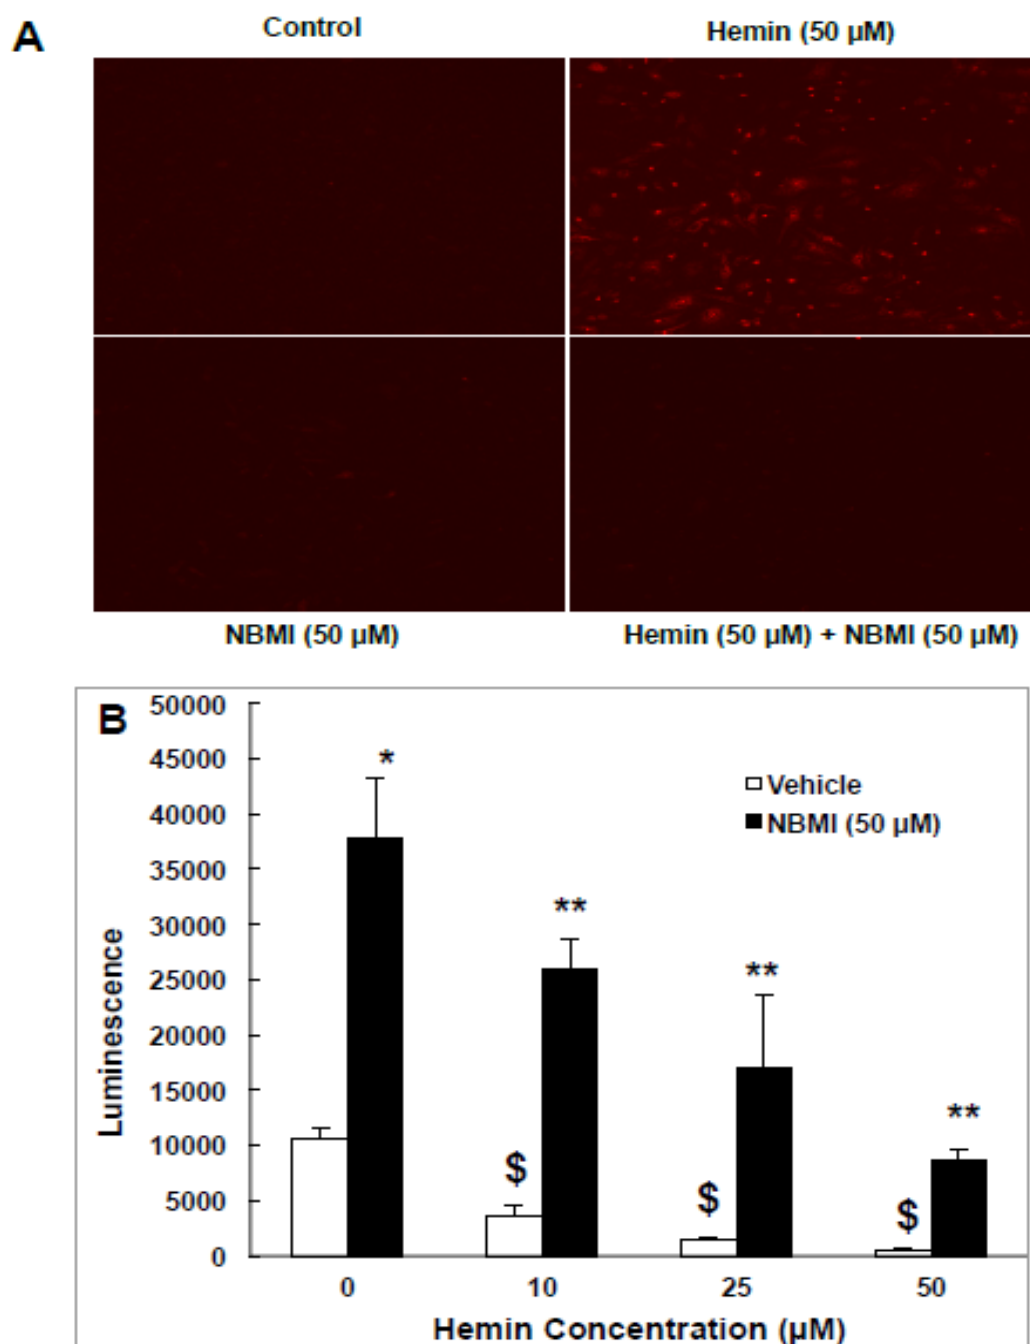 A
Control
Hemin (50 µM)
NBMI (50 µM)
Hemin (50 µM) + NBMI (50 µM)
B
50000
45000
40000
35000
30000
25000
20000
15000
10000
5000
0
Luminescence
*
**
**
**
$
$
$
Vehicle
NBMI (50 µM)
0 10 25 50
Hemin Concentration (µM)